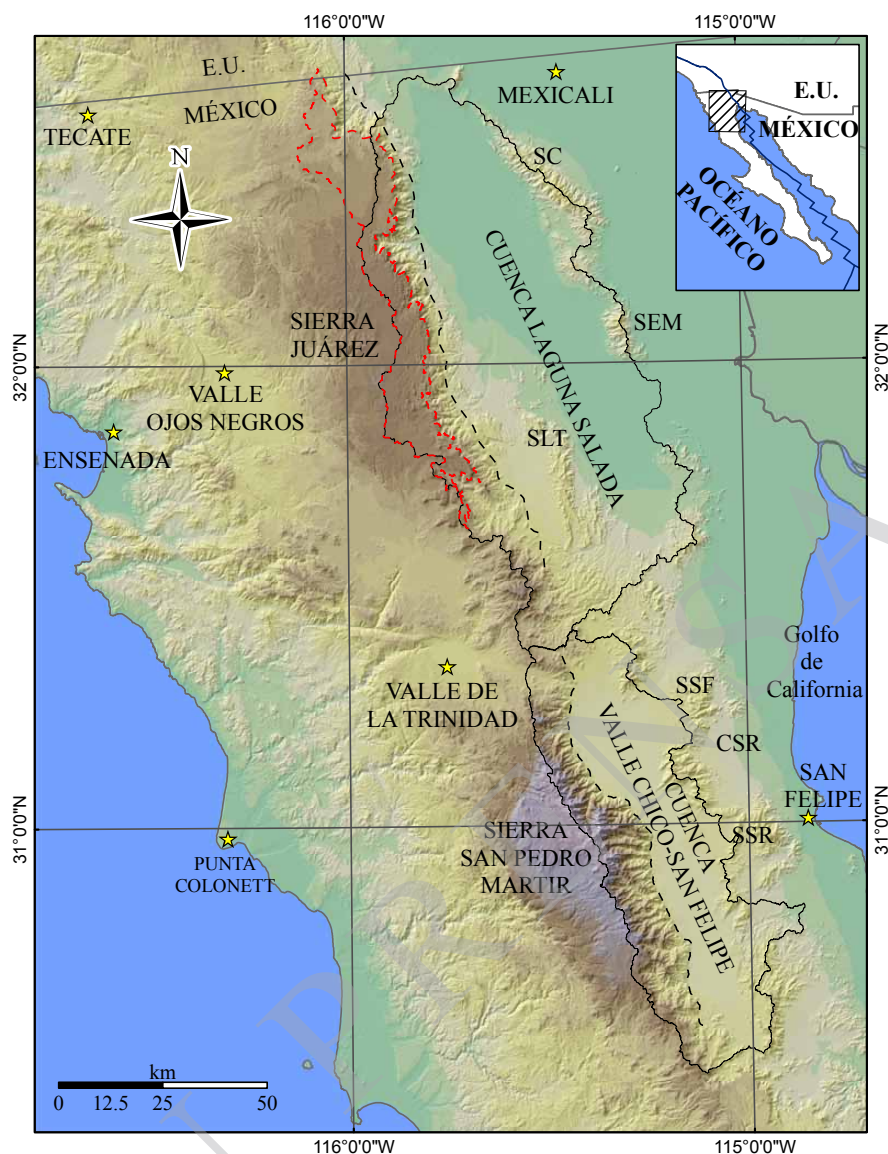 116°0'0"W
115°0'0"W
E.U.
MÉXICO
TECATE
MEXICALI
E.U.
MÉXICO
OCÉANO
PACÍFICO
N
SC
CUENCA LAGUNA SALADA
SIERRA
JUÁREZ
SEM
32°0'0"N
32°0'0"N
VALLE
OJOS NEGROS
ENSENADA
SLT
Golfo
de
California
VALLE DE
LA TRINIDAD
SSF
CSR
CUENCA
VALLE CHICO-SAN FELIPE
SAN
FELIPE
SSR
31°0'0"N
31°0'0"N
SIERRA
SAN PEDRO
MARTIR
PUNTA
COLONETT
km
0 12.5 25 50
116°0'0"W
115°0'0"W